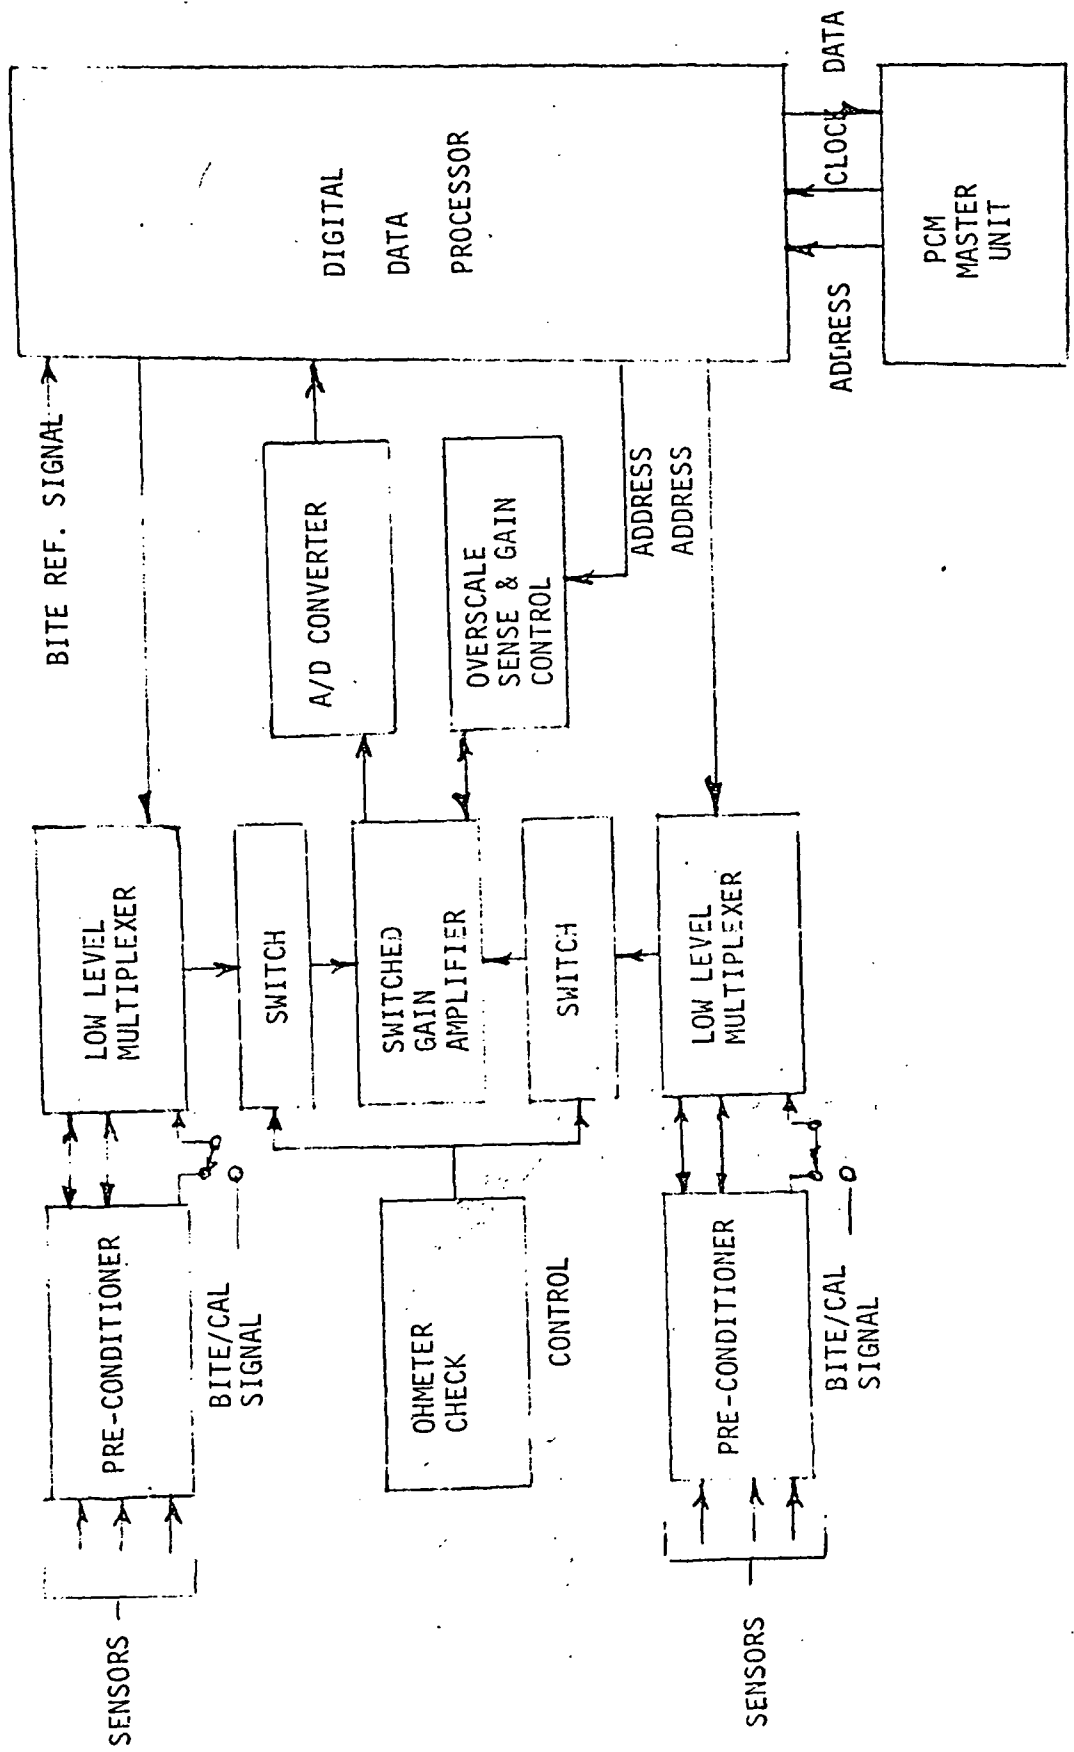 BITE REF. SIGNAL
SENSORS
PRE-CONDITIONER
BITE/CAL
SIGNAL
LOW LEVEL
MULTIPLEXER
SWITCH
SWITCHED
GAIN
AMPLIFIER
SWITCH
LOW LEVEL
MULTIPLEXER
A/D CONVERTER
OVERSCALE
SENSE & GAIN
CONTROL
ADDRESS
ADDRESS
DIGITAL
DATA
PROCESSOR
OHMETER
CHECK
CONTROL
SENSORS
PRE-CONDITIONER
BITE/CAL
SIGNAL
ADDRESS
CLOCK
DATA
PCM
MASTER
UNIT